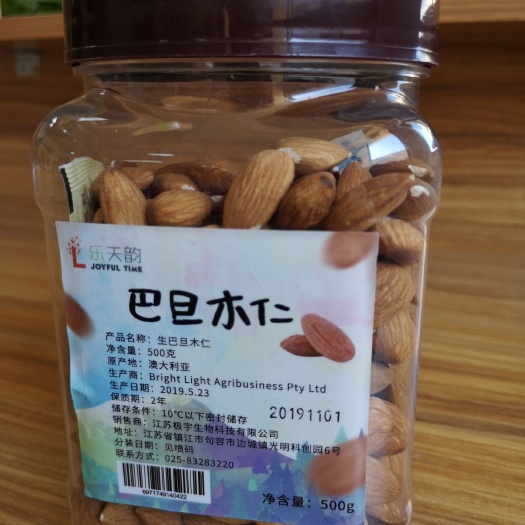 乐天韵
JOYFUL TIME
巴旦木仁
产品名称：生巴旦木仁
净含量：500克
原产地：澳大利亚
生产商：Bright Light Agribusiness Pty Ltd
生产日期：2019.5.23
保质期：2年
储存条件：10℃以下密封储存
20191101
销售商：江苏极宇生物科技有限公司
地址：江苏省镇江市句容市边城镇光明科创园6号
分装日期：见喷码
联系方式：025-83283220
6971749140422
净含量：500g